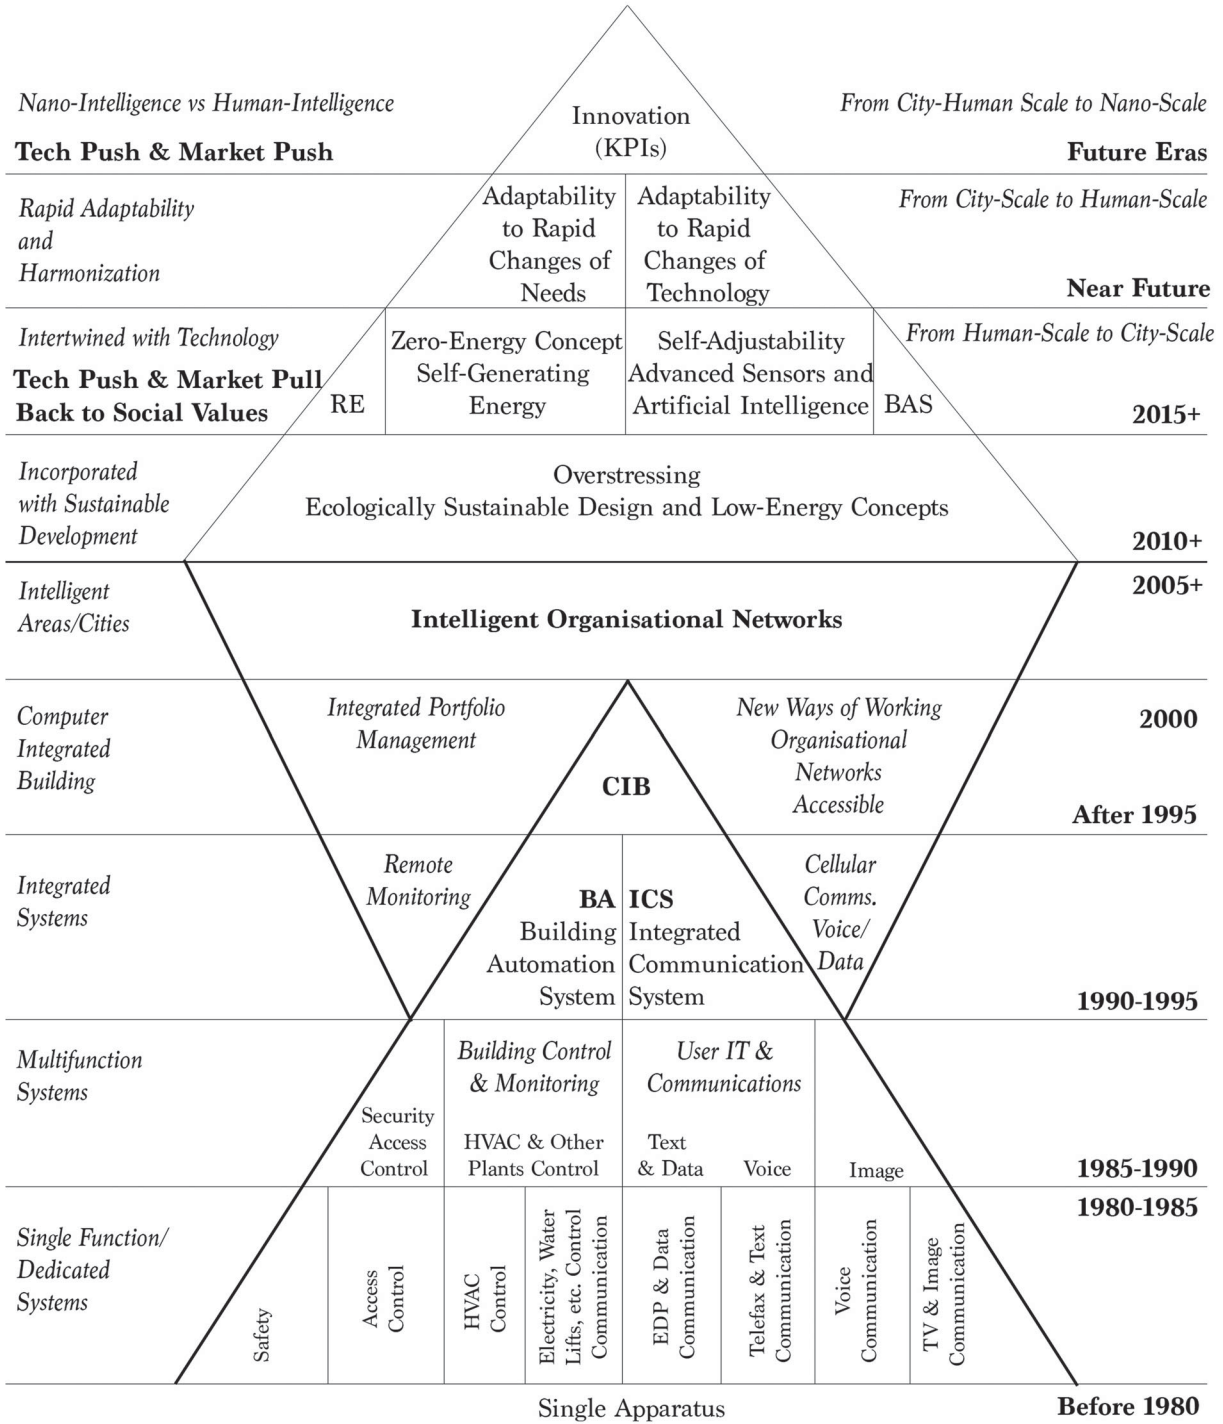 Nano-Intelligence vs Human-Intelligence
Tech Push & Market Push
Innovation
(KPIs)
From City-Human Scale to Nano-Scale
Future Eras
Rapid Adaptability
and
Harmonization
Adaptability
to Rapid
Changes of
Needs
Adaptability
to Rapid
Changes of
Technology
From City-Scale to Human-Scale
Near Future
Intertwined with Technology
Tech Push & Market Pull
Back to Social Values
RE
Zero-Energy Concept
Self-Generating
Energy
Self-Adjustability
Advanced Sensors and
Artificial Intelligence
BAS
From Human-Scale to City-Scale
2015+
Incorporated
with Sustainable
Development
Overstressing
Ecologically Sustainable Design and Low-Energy Concepts
2010+
Intelligent
Areas/Cities
Intelligent Organisational Networks
2005+
Computer
Integrated
Building
Integrated Portfolio
Management
CIB
New Ways of Working
Organisational
Networks
Accessible
2000
After 1995
Integrated
Systems
Remote
Monitoring
BA
Building
Automation
System
ICS
Integrated
Communication
System
Cellular
Comms.
Voice/
Data
1990-1995
Multifunction
Systems
Security
Access
Control
Building Control
& Monitoring
HVAC & Other
Plants Control
User IT &
Communications
Text
& Data
Voice
Image
1985-1990
1980-1985
Single Function/
Dedicated
Systems
Safety
Access
Control
HVAC
Control
Electricity, Water
Lifts, etc. Control
Communication
EDP & Data
Communication
Telefax & Text
Communication
Voice
Communication
TV & Image
Communication
Single Apparatus
Before 1980